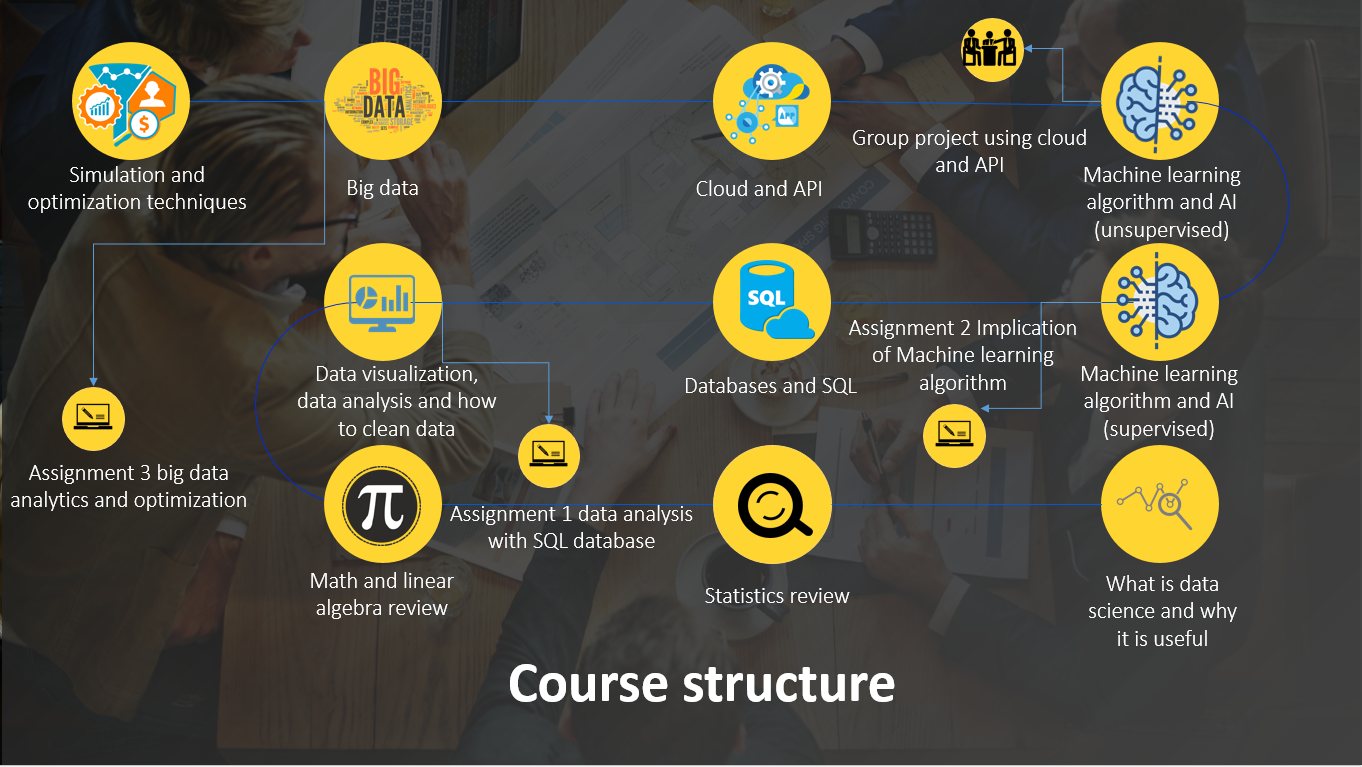 Simulation and
optimization techniques
BIG
DATA
Big data
APP
Cloud and API
Group project using cloud
and API
Machine learning
algorithm and AI
(unsupervised)
Data visualization,
data analysis and how
to clean data
SQL
Databases and SQL
Assignment 2 Implication
of Machine learning
algorithm
Machine learning
algorithm and AI
(supervised)
Assignment 3 big data
analytics and optimization
π
Math and linear
algebra review
Assignment 1 data analysis
with SQL database
Statistics review
What is data
science and why
it is useful
Course structure